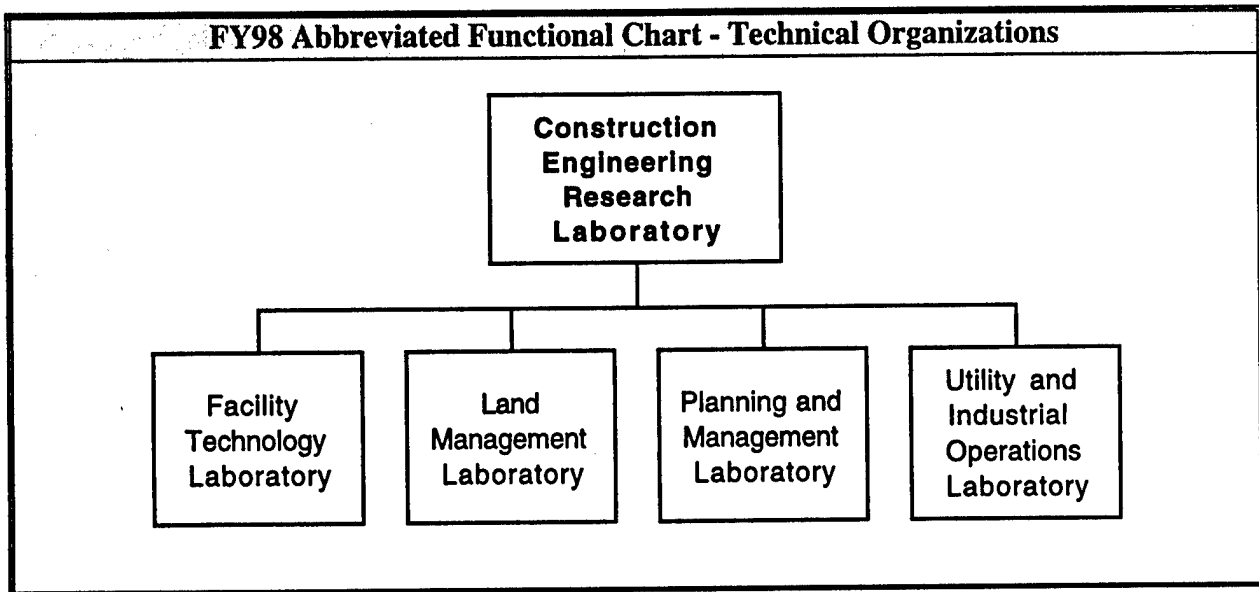 FY98 Abbreviated Functional Chart - Technical Organizations
Construction
Engineering
Research
Laboratory
Facility
Technology
Laboratory
Land
Management
Laboratory
Planning and
Management
Laboratory
Utility and
Industrial
Operations
Laboratory